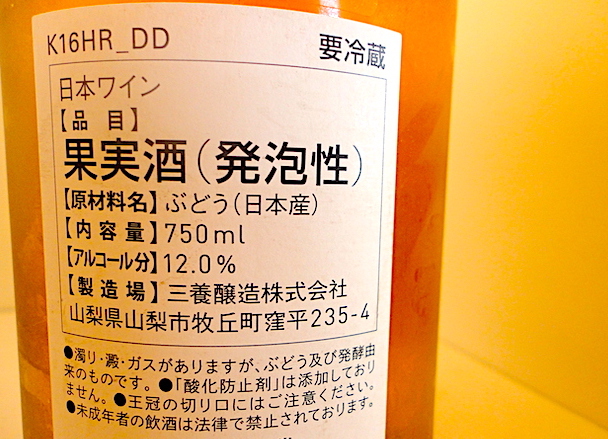 K16HR_DD 要冷蔵
日本ワイン
【品目】
果実酒(発泡性)
【原材料名】ぶどう(日本産)
【内容量】750ml
【アルコール分】12.0%
【製造場】三養醸造株式会社
山梨県山梨市牧丘町窪平235-4
●濁り・澱・ガスがありますが、ぶどう及び発酵由
来のものです。●「酸化防止剤」は添加しており
ません。●王冠の切り口にはご注意ください。
●未成年者の飲酒は法律で禁止されております。